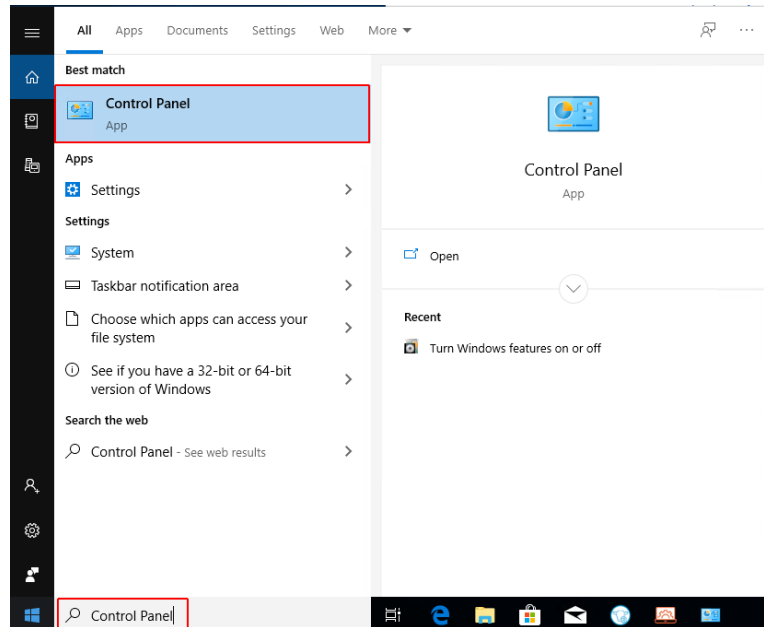 All Apps Documents Settings Web More
Best match
Control Panel
App
Apps
Settings
Settings
System
Taskbar notification area
Choose which apps can access your
file system
See if you have a 32-bit or 64-bit
version of Windows
Search the web
Control Panel - See web results
Control Panel
Control Panel
App
Open
Recent
Turn Windows features on or off